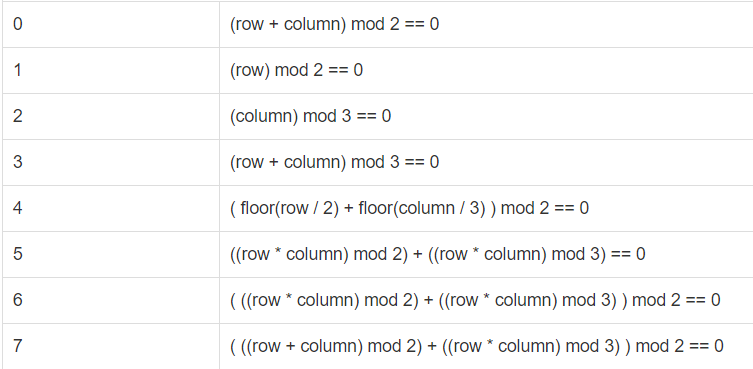 0 (row + column) mod 2 == 0
1 (row) mod 2 == 0
2 (column) mod 3 == 0
3 (row + column) mod 3 == 0
4 ( floor(row / 2) + floor(column / 3) ) mod 2 == 0
5 ((row * column) mod 2) + ((row * column) mod 3) == 0
6 ( ((row * column) mod 2) + ((row * column) mod 3) ) mod 2 == 0
7 ( ((row + column) mod 2) + ((row * column) mod 3) ) mod 2 == 0